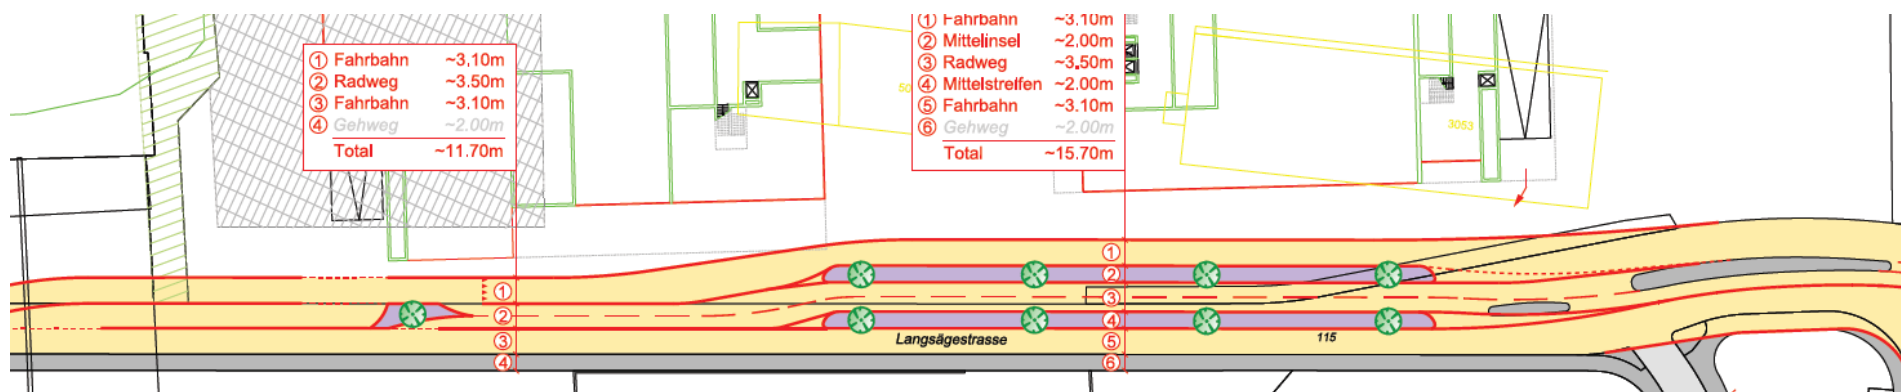 ① Fahrbahn ~3,10m
② Radweg ~3.50m
③ Fahrbahn ~3.10m
④ Gehweg ~2.00m
Total ~11.70m
① Fahrbahn ~3.10m
② Mittelinsel ~2.00m
③ Radweg ~3.50m
④ Mittelstreifen ~2.00m
⑤ Fahrbahn ~3.10m
⑥ Gehweg ~2.00m
Total ~15.70m
50
3053
①
②
③
④
①
②
③
④
⑤
⑥
Langsägestrasse
115